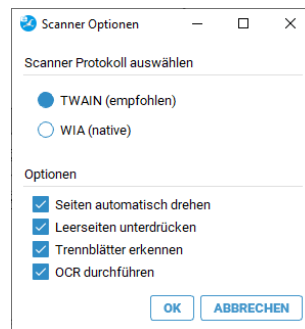 Scanner Optionen
Scanner Protokoll auswählen
TWAIN (empfohlen)
WIA (native)
Optionen
Seiten automatisch drehen
Leerseiten unterdrücken
Trennblätter erkennen
OCR durchführen
OK ABBRECHEN